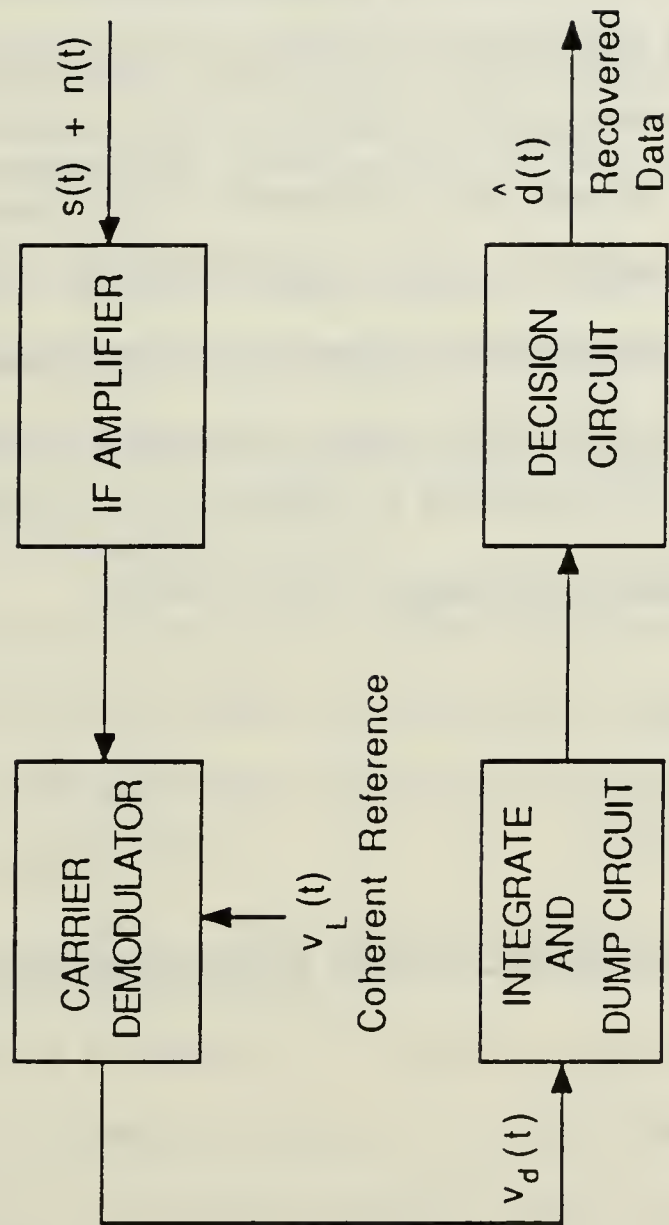 s(t) + n(t)
IF AMPLIFIER
CARRIER
DEMODULATOR
v_L(t)
Coherent Reference
v_d(t)
INTEGRATE
AND
DUMP CIRCUIT
DECISION
CIRCUIT
^
d(t)
Recovered
Data